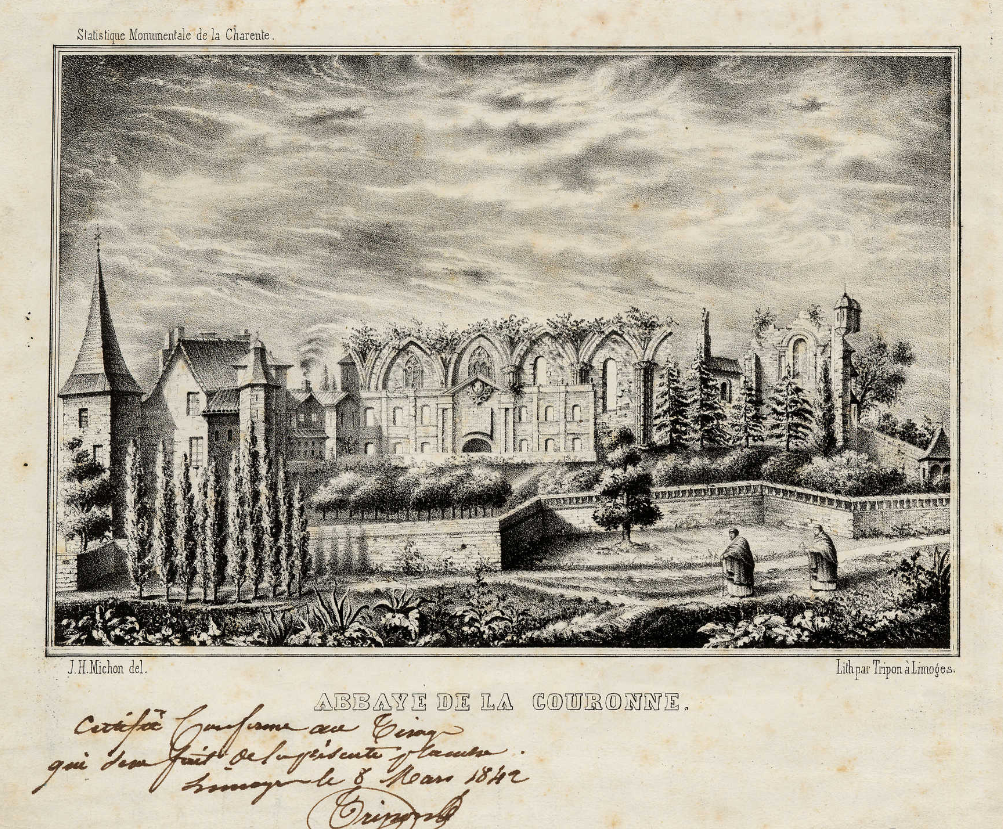 Statistique Monumentale de la Charente.
J. H. Michon del.
Lith par Tripon à Limoges.
ABBAYE DE LA COURONNE.
Certifié Conforme au Tirage
qui sera fait de la présente planche.
Limoges le 8 Mars 1842
Tripon